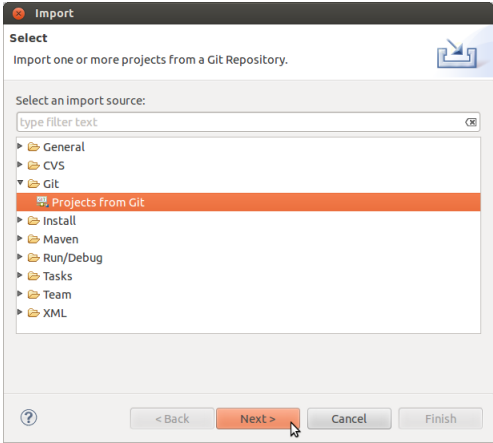 Import
Select
Import one or more projects from a Git Repository.
Select an import source:
type filter text
General
CVS
Git
Projects from Git
Install
Maven
Run/Debug
Tasks
Team
XML
? < Back Next > Cancel Finish